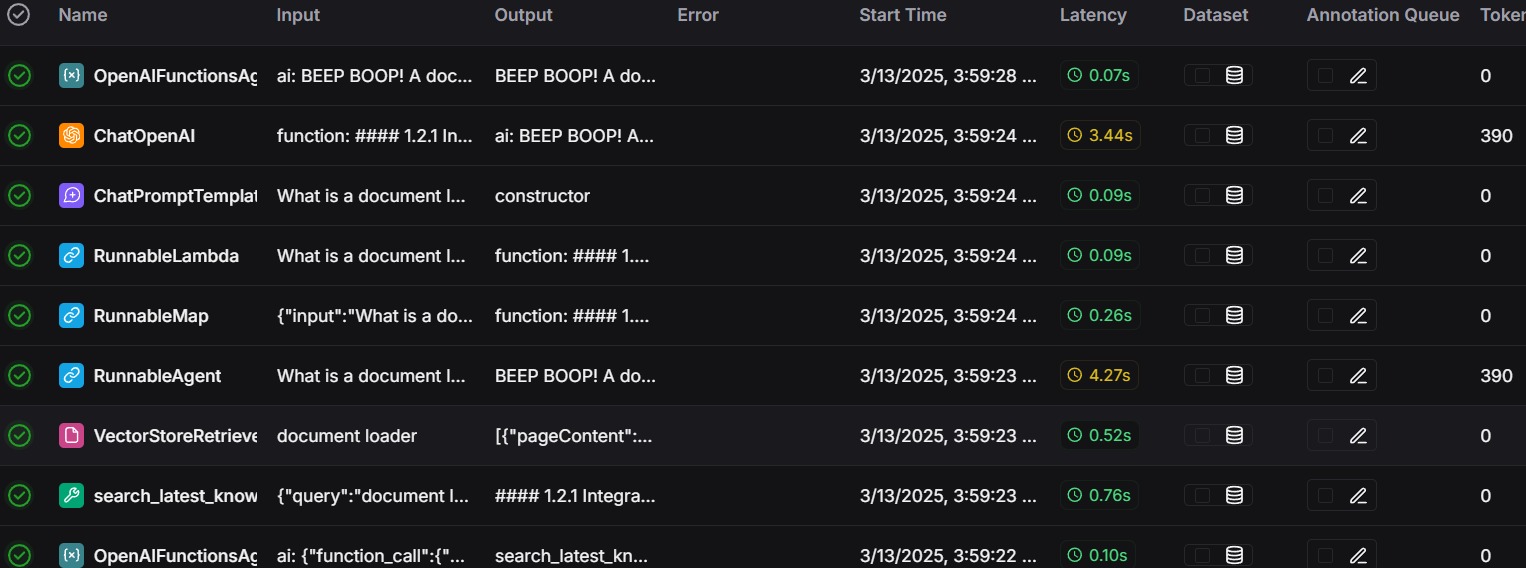 Name Input Output Error Start Time Latency Dataset Annotation Queue Token
OpenAIFunctionsAg ai: BEEP BOOP! A doc... BEEP BOOP! A do... 3/13/2025, 3:59:28 ... 0.07s 0
ChatOpenAI function: #### 1.2.1 In... ai: BEEP BOOP! A... 3/13/2025, 3:59:24 ... 3.44s 390
ChatPromptTemplat What is a document l... constructor 3/13/2025, 3:59:24 ... 0.09s 0
RunnableLambda What is a document l... function: #### 1.... 3/13/2025, 3:59:24 ... 0.09s 0
RunnableMap {"input":"What is a do... function: #### 1.... 3/13/2025, 3:59:24 ... 0.26s 0
RunnableAgent What is a document l... BEEP BOOP! A do... 3/13/2025, 3:59:23 ... 4.27s 390
VectorStoreRetrieve document loader [{"pageContent":... 3/13/2025, 3:59:23 ... 0.52s 0
search_latest_know {"query":"document l... #### 1.2.1 Integra... 3/13/2025, 3:59:23 ... 0.76s 0
OpenAIFunctionsAg ai: {"function_call":{"... search_latest_kn... 3/13/2025, 3:59:22 ... 0.10s 0